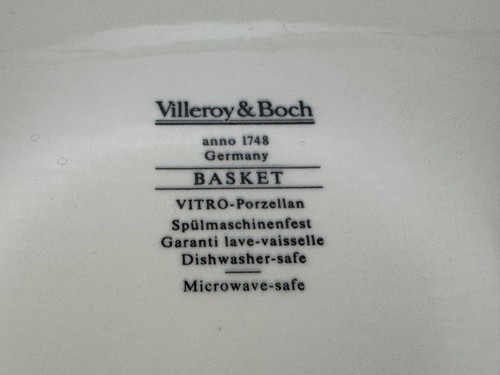 Villeroy & Boch
anno 1748
Germany
BASKET
VITRO-Porzellan
Spülmaschinenfest
Garanti lave-vaisselle
Dishwasher-safe
Microwave-safe